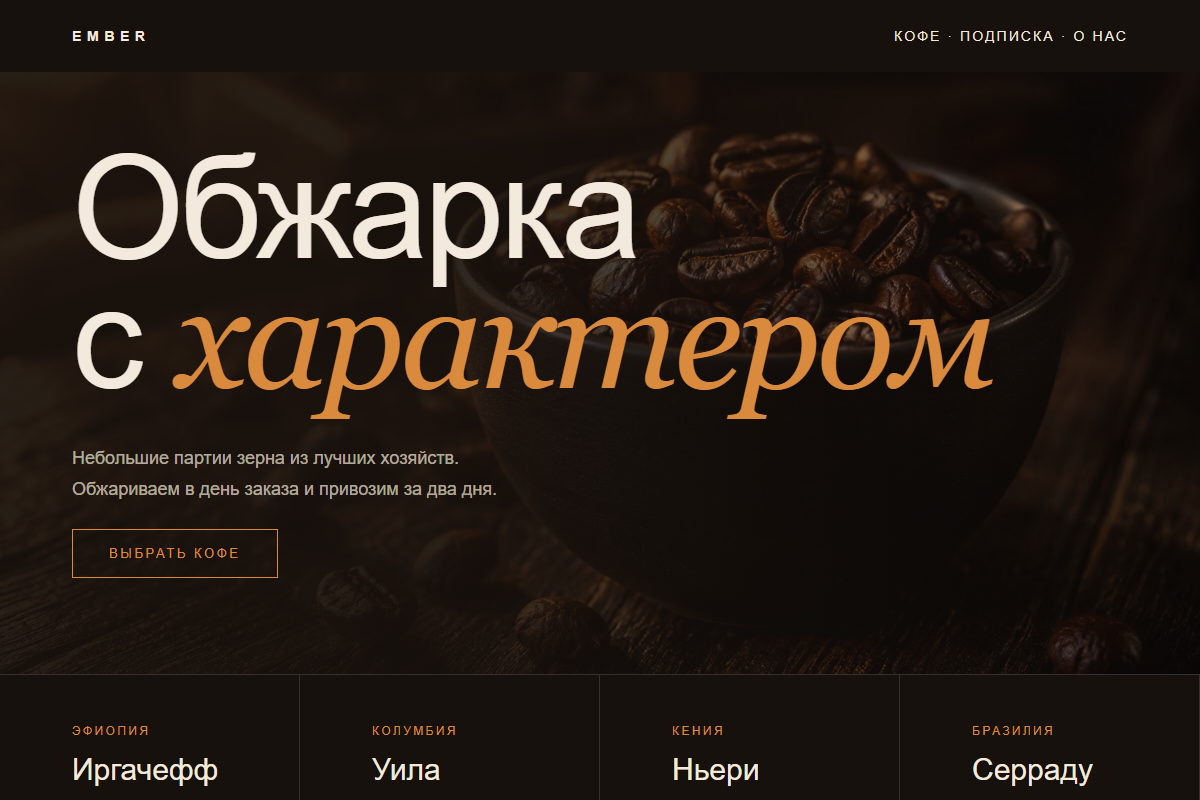 EMBER
КОФЕ · ПОДПИСКА · О НАС
Обжарка
с характером
Небольшие партии зерна из лучших хозяйств.
Обжариваем в день заказа и привозим за два дня.
ВЫБРАТЬ КОФЕ
ЭФИОПИЯ
Иргачефф
КОЛУМБИЯ
Уила
КЕНИЯ
Ньери
БРАЗИЛИЯ
Серраду